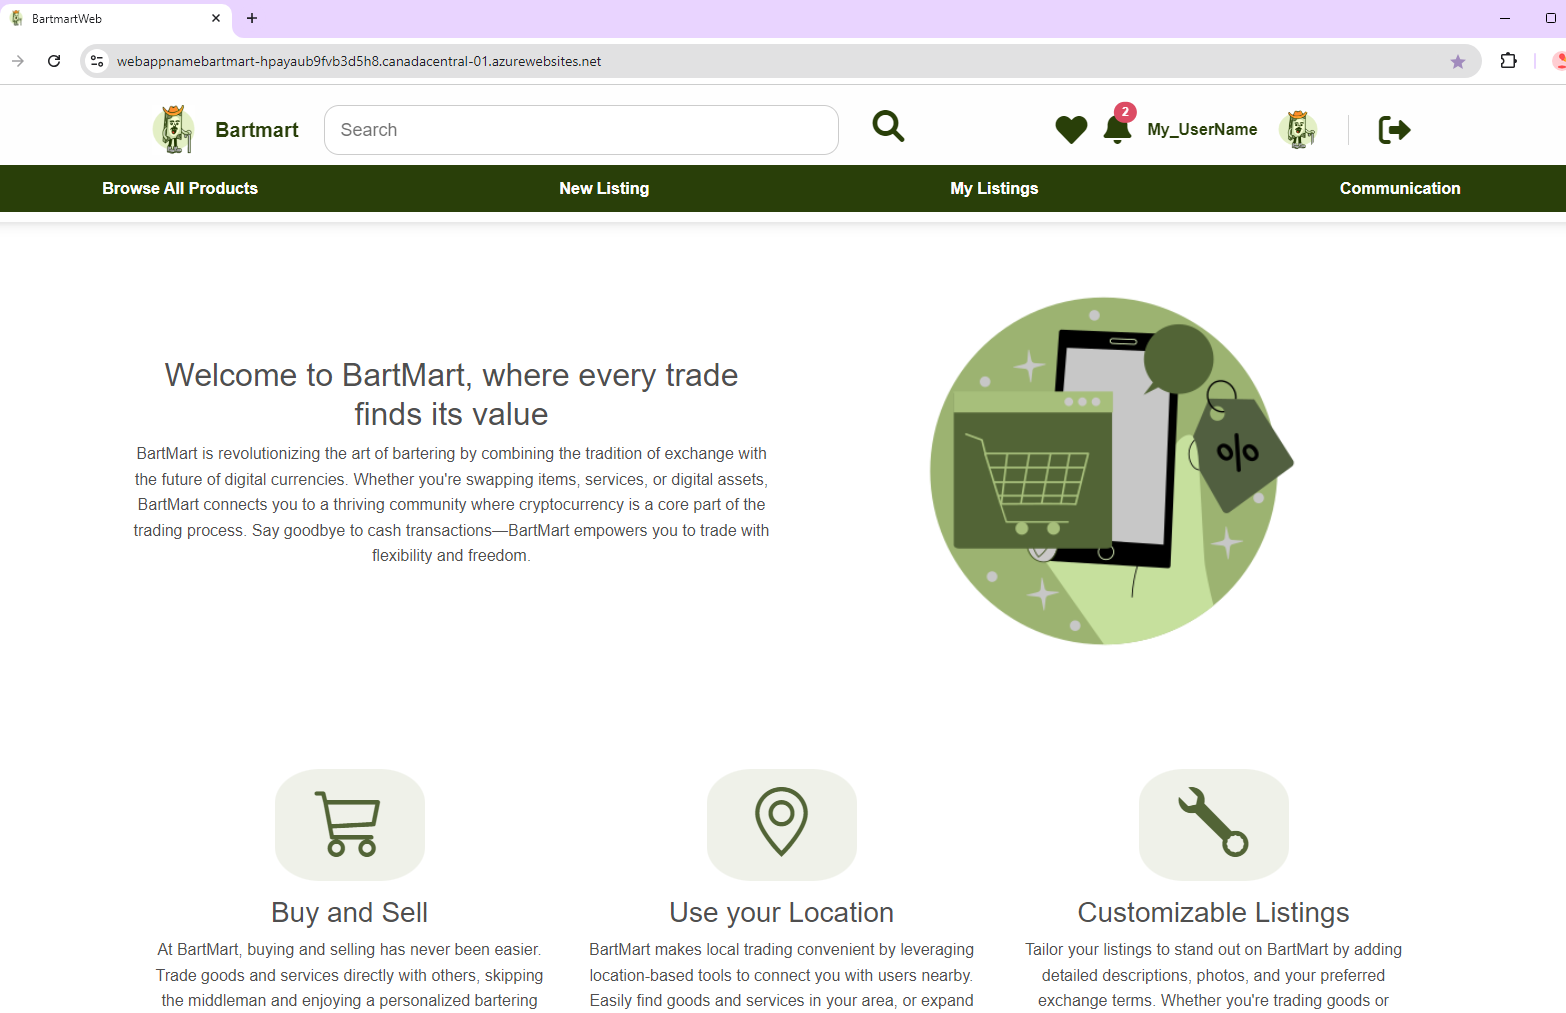 BartmartWeb
webappnamebartmart-hpayaub9fvb3d5h8.canadacentral-01.azurewebsites.net
Bartmart
Search
2
My_UserName
Browse All Products
New Listing
My Listings
Communication
Welcome to BartMart, where every trade
finds its value
BartMart is revolutionizing the art of bartering by combining the tradition of exchange with
the future of digital currencies. Whether you're swapping items, services, or digital assets,
BartMart connects you to a thriving community where cryptocurrency is a core part of the
trading process. Say goodbye to cash transactions—BartMart empowers you to trade with
flexibility and freedom.
%
Buy and Sell
At BartMart, buying and selling has never been easier.
Trade goods and services directly with others, skipping
the middleman and enjoying a personalized bartering
Use your Location
BartMart makes local trading convenient by leveraging
location-based tools to connect you with users nearby.
Easily find goods and services in your area, or expand
Customizable Listings
Tailor your listings to stand out on BartMart by adding
detailed descriptions, photos, and your preferred
exchange terms. Whether you're trading goods or